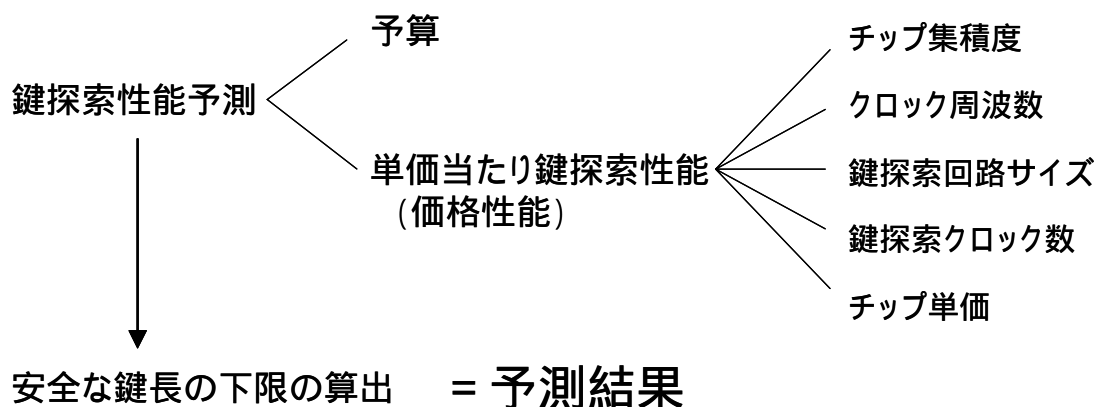 予算
鍵探索性能予測
単価当たり鍵探索性能
(価格性能)
チップ集積度
クロック周波数
鍵探索回路サイズ
鍵探索クロック数
チップ単価
安全な鍵長の下限の算出 = 予測結果